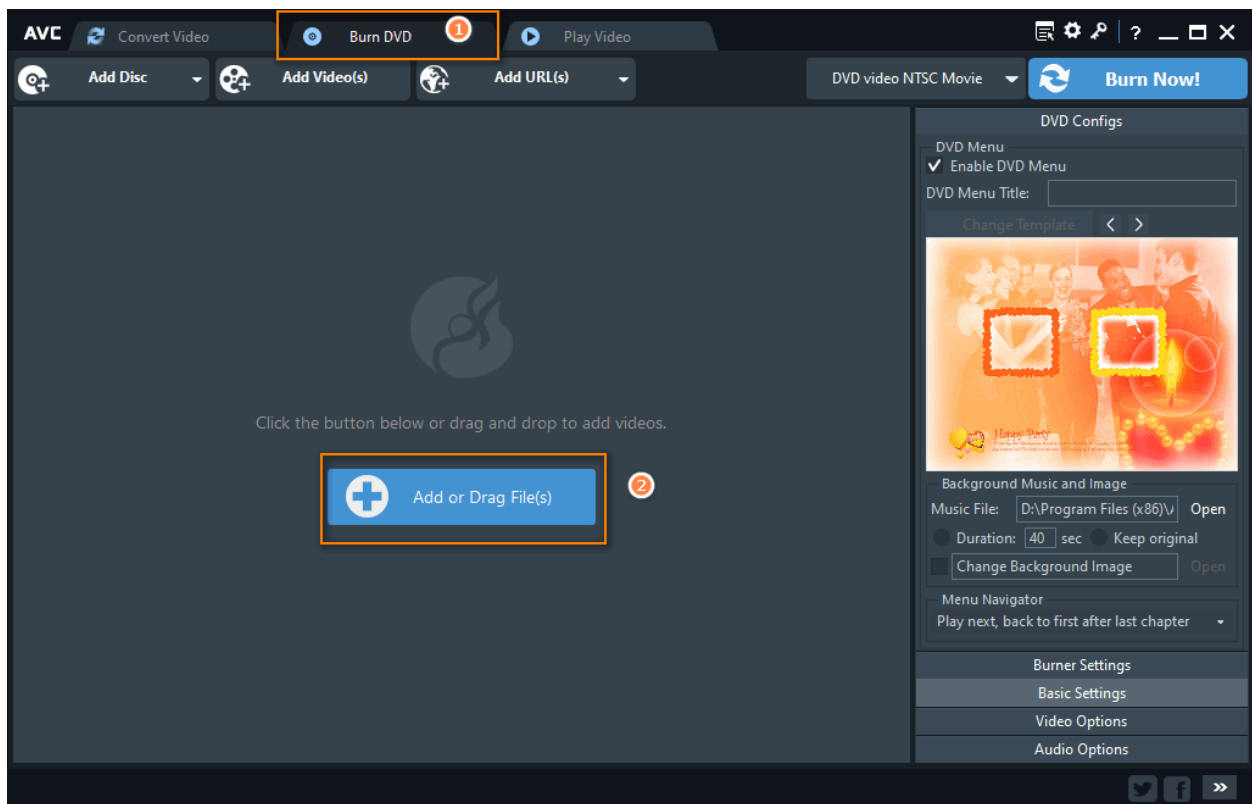 AVC
Convert Video
Burn DVD
1
Play Video
?
Add Disc
Add Video(s)
Add URL(s)
DVD video NTSC Movie
Burn Now!
DVD Configs
DVD Menu
Enable DVD Menu
DVD Menu Title:
Change Template
Happy Party
Click the button below or drag and drop to add videos.
Add or Drag File(s)
2
Background Music and Image
Music File: D:\Program Files (x86)\ Open
Duration: 40 sec Keep original
Change Background Image Open
Menu Navigator
Play next, back to first after last chapter
Burner Settings
Basic Settings
Video Options
Audio Options